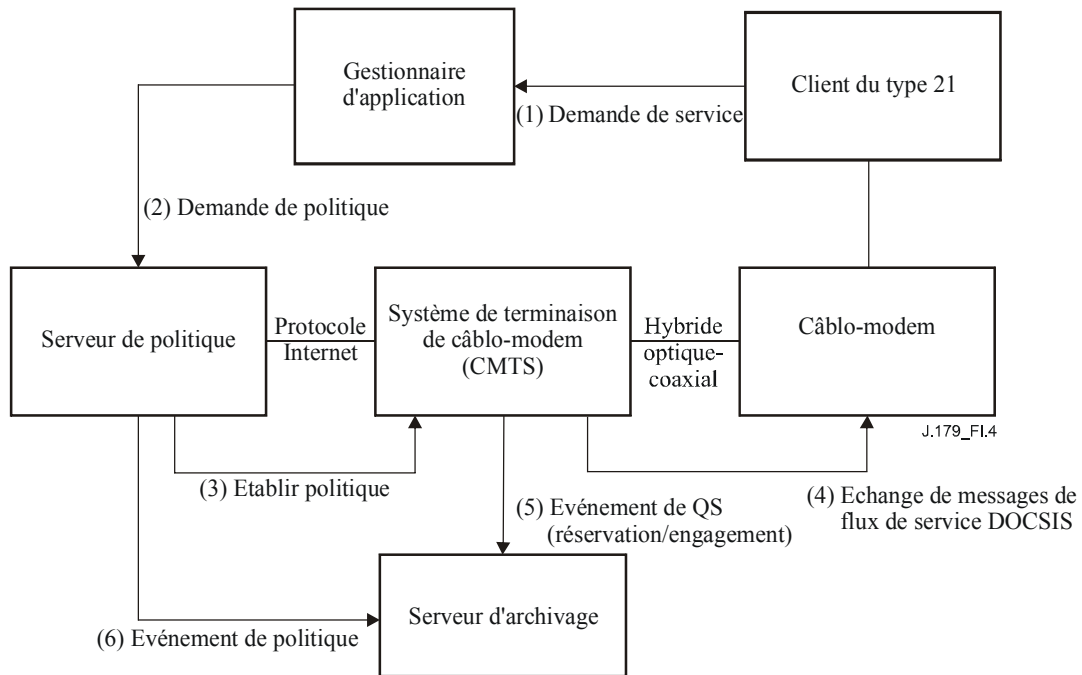 Gestionnaire
d'application
Client du type 21
(1) Demande de service
(2) Demande de politique
Serveur de politique
Protocole
Internet
Système de terminaison
de câblo-modem
(CMTS)
Hybride
optique-
coaxial
Câblo-modem
J.179_FI.4
(3) Etablir politique
(5) Evénement de QS
(réservation/engagement)
(4) Echange de messages de
flux de service DOCSIS
Serveur d'archivage
(6) Evénement de politique